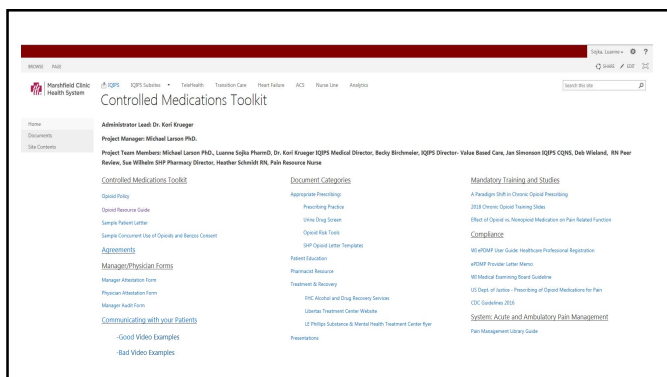 Sojka, Luanne
?
BROWSE PAGE
SHARE EDIT
Marshfield Clinic
Health System
IQIPS IQIPS Subsites TeleHealth Transition Care Heart Failure ACS Nurse Line Analytics
Search this site
Controlled Medications Toolkit
Home
Documents
Site Contents
Administrator Lead: Dr. Kori Krueger
Project Manager: Michael Larson PhD.
Project Team Members: Michael Larson PhD., Luanne Sojka PharmD, Dr. Kori Krueger IQIPS Medical Director, Becky Birchmeier, IQIPS Director- Value Based Care, Jan Simonson IQIPS CQNS, Deb Wieland, RN Peer
Review, Sue Wilhelm SHP Pharmacy Director, Heather Schmidt RN, Pain Resource Nurse
Controlled Medications Toolkit
Opioid Policy
Opioid Resource Guide
Sample Patient Letter
Sample Concurrent Use of Opioids and Benzos Consent
Agreements
Manager/Physician Forms
Manager Attestation Form
Physician Attestation Form
Manager Audit Form
Communicating with your Patients
-Good Video Examples
-Bad Video Examples
Document Categories
Appropriate Prescribing:
Prescribing Practice
Urine Drug Screen
Opioid Risk Tools
SHP Opioid Letter Templates
Patient Education
Pharmacist Resource
Treatment & Recovery
FHC Alcohol and Drug Recovery Services
Libertas Treatment Center Website
LE Phillips Substance & Mental Health Treatment Center flyer
Presentations
Mandatory Training and Studies
A Paradigm Shift in Chronic Opioid Prescribing
2018 Chronic Opioid Training Slides
Effect of Opioid vs. Nonopioid Medication on Pain Related Function
Compliance
WI ePDMP User Guide: Healthcare Professional Registration
ePDMP Provider Letter Memo
WI Medical Examining Board Guideline
US Dept. of Justice - Prescribing of Opioid Medications for Pain
CDC Guidelines 2016
System: Acute and Ambulatory Pain Management
Pain Management Library Guide